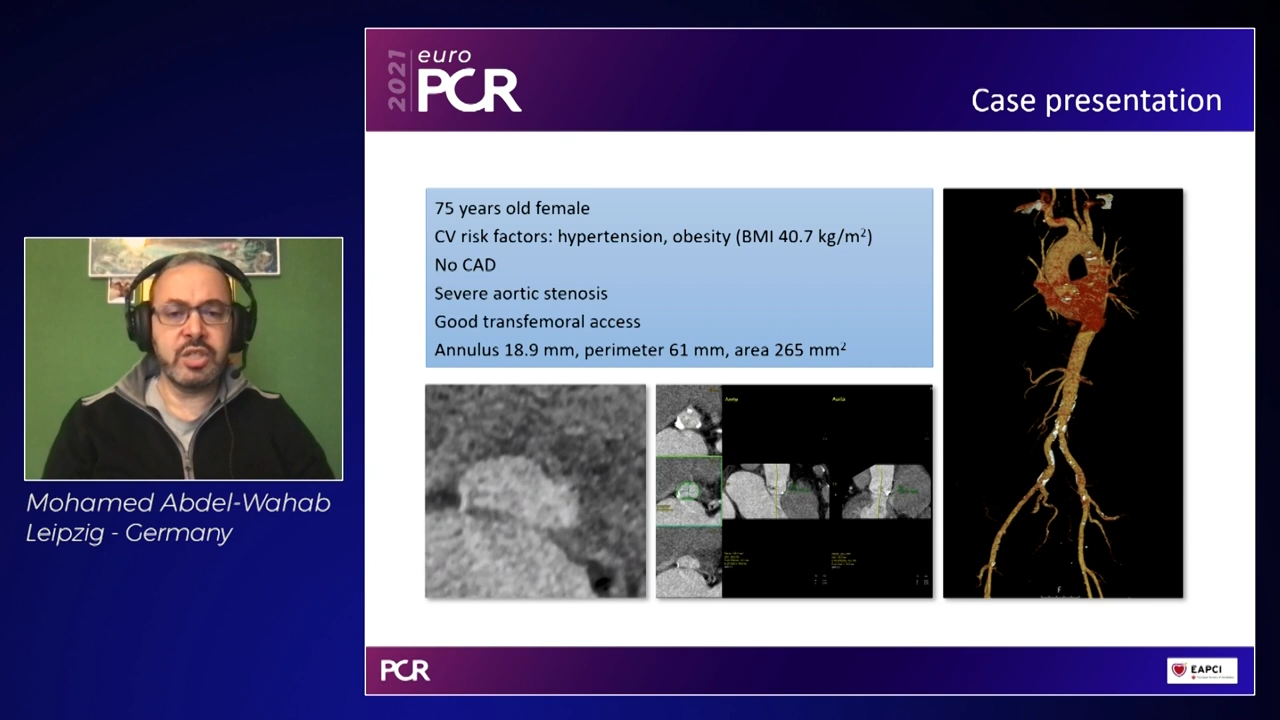 2021
euro
PCR
Case presentation
75 years old female
CV risk factors: hypertension, obesity (BMI 40.7 kg/m²)
No CAD
Severe aortic stenosis
Good transfemoral access
Annulus 18.9 mm, perimeter 61 mm, area 265 mm²
Aorta
Aorta
F
Mohamed Abdel-Wahab
Leipzig - Germany
PCR
EAPCI